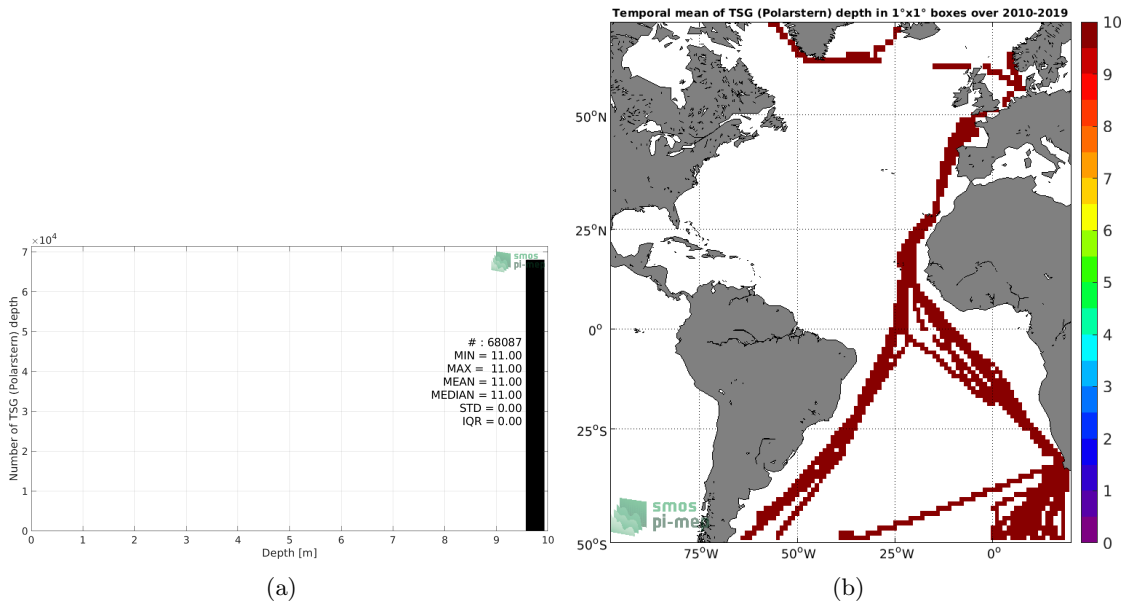 ×10⁴
7
6
5
4
3
2
1
0
Number of TSG (Polarstern) depth
smos
pi-me
# : 68087
MIN = 11.00
MAX = 11.00
MEAN = 11.00
MEDIAN = 11.00
STD = 0.00
IQR = 0.00
0 1 2 3 4 5 6 7 8 9 10
Depth [m]
(a)
Temporal mean of TSG (Polarstern) depth in 1°x1° boxes over 2010-2019
50°N
25°N
0°
25°S
50°S
75°W 50°W 25°W 0°
smos
pi-mep
10
9
8
7
6
5
4
3
2
1
0
(b)